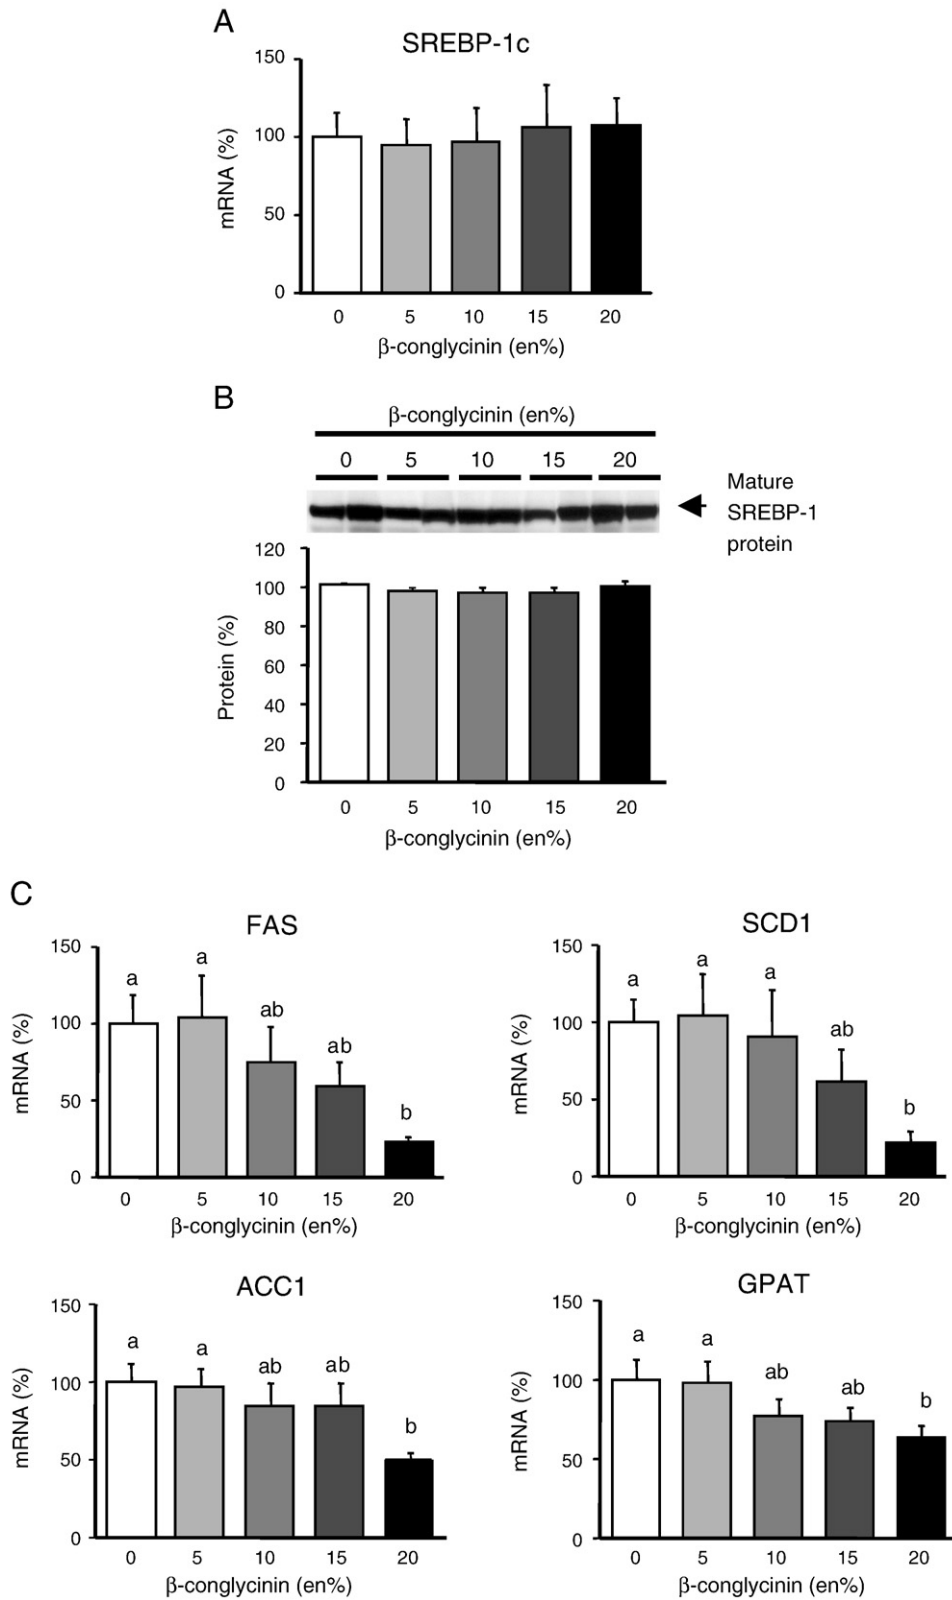 A
SREBP-1c
150
100
50
0
mRNA (%)
0 5 10 15 20
β-conglycinin (en%)
B
β-conglycinin (en%)
0 5 10 15 20
Mature
SREBP-1
protein
120
100
80
60
40
20
0
Protein (%)
0 5 10 15 20
β-conglycinin (en%)
C
FAS
150
100
50
0
mRNA (%)
a a ab ab b
0 5 10 15 20
β-conglycinin (en%)
SCD1
150
100
50
0
mRNA (%)
a a a ab b
0 5 10 15 20
β-conglycinin (en%)
ACC1
150
100
50
0
mRNA (%)
a a ab ab b
0 5 10 15 20
β-conglycinin (en%)
GPAT
150
100
50
0
mRNA (%)
a a ab ab b
0 5 10 15 20
β-conglycinin (en%)